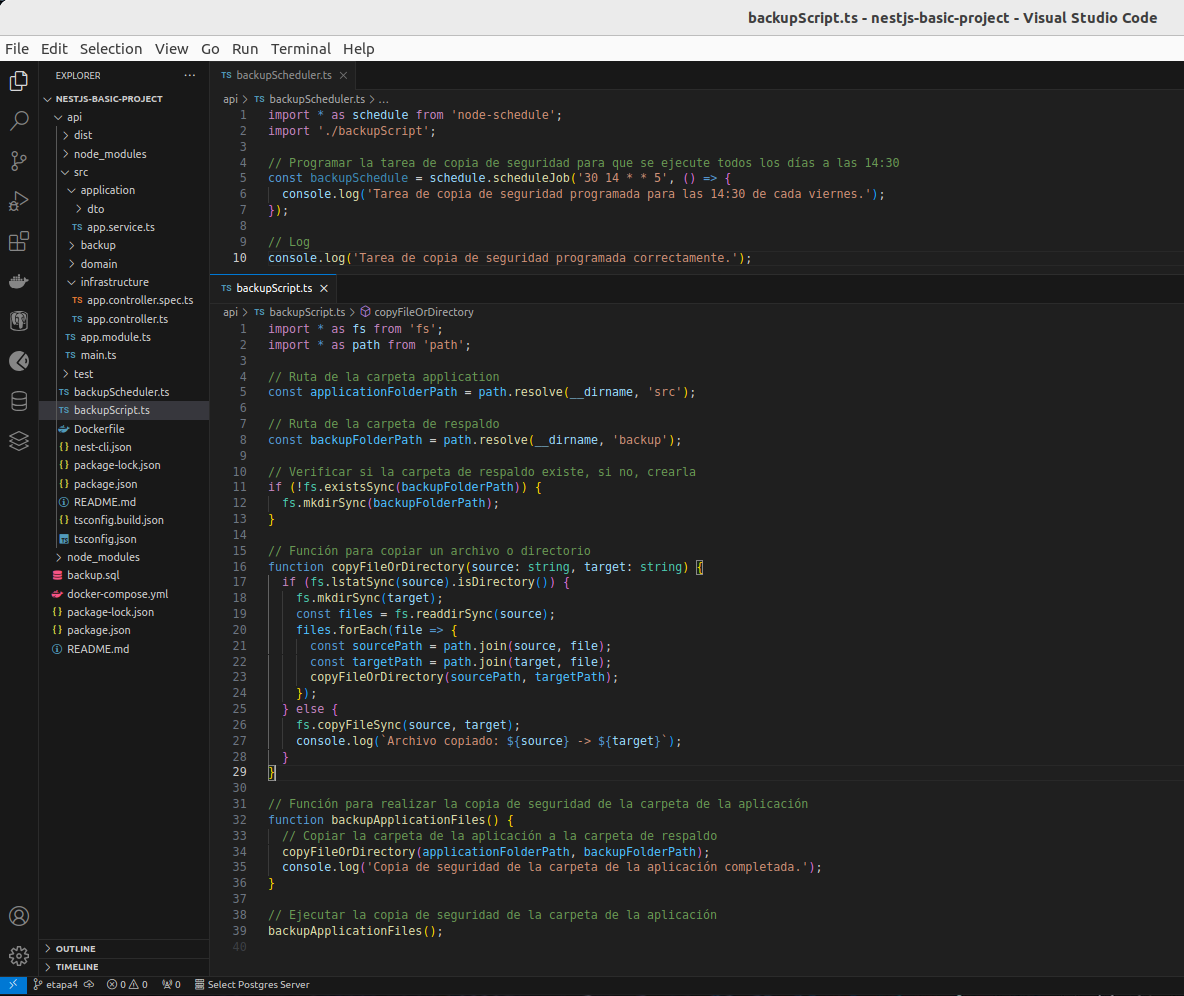 backupScript.ts - nestjs-basic-project - Visual Studio Code
File Edit Selection View Go Run Terminal Help
EXPLORER ...
NESTJS-BASIC-PROJECT
api
dist
node_modules
src
application
dto
TS app.service.ts
backup
domain
infrastructure
TS app.controller.spec.ts
TS app.controller.ts
TS app.module.ts
TS main.ts
test
TS backupScheduler.ts
TS backupScript.ts
Dockerfile
{} nest-cli.json
{} package-lock.json
{} package.json
README.md
{} tsconfig.build.json
tsconfig.json
node_modules
backup.sql
docker-compose.yml
{} package-lock.json
{} package.json
README.md
OUTLINE
TIMELINE
TS backupScheduler.ts ×
api > TS backupScheduler.ts > ...
1 import * as schedule from 'node-schedule';
2 import './backupScript';
3
4 // Programar la tarea de copia de seguridad para que se ejecute todos los días a las 14:30
5 const backupSchedule = schedule.scheduleJob('30 14 * * 5', () => {
6 console.log('Tarea de copia de seguridad programada para las 14:30 de cada viernes.');
7 });
8
9 // Log
10 console.log('Tarea de copia de seguridad programada correctamente.');
TS backupScript.ts ×
api > TS backupScript.ts > copyFileOrDirectory
1 import * as fs from 'fs';
2 import * as path from 'path';
3
4 // Ruta de la carpeta application
5 const applicationFolderPath = path.resolve(__dirname, 'src');
6
7 // Ruta de la carpeta de respaldo
8 const backupFolderPath = path.resolve(__dirname, 'backup');
9
10 // Verificar si la carpeta de respaldo existe, si no, crearla
11 if (!fs.existsSync(backupFolderPath)) {
12 fs.mkdirSync(backupFolderPath);
13 }
14
15 // Función para copiar un archivo o directorio
16 function copyFileOrDirectory(source: string, target: string) {
17 if (fs.lstatSync(source).isDirectory()) {
18 fs.mkdirSync(target);
19 const files = fs.readdirSync(source);
20 files.forEach(file => {
21 const sourcePath = path.join(source, file);
22 const targetPath = path.join(target, file);
23 copyFileOrDirectory(sourcePath, targetPath);
24 });
25 } else {
26 fs.copyFileSync(source, target);
27 console.log(`Archivo copiado: ${source} -> ${target}`);
28 }
29 }
30
31 // Función para realizar la copia de seguridad de la carpeta de la aplicación
32 function backupApplicationFiles() {
33 // Copiar la carpeta de la aplicación a la carpeta de respaldo
34 copyFileOrDirectory(applicationFolderPath, backupFolderPath);
35 console.log('Copia de seguridad de la carpeta de la aplicación completada.');
36 }
37
38 // Ejecutar la copia de seguridad de la carpeta de la aplicación
39 backupApplicationFiles();
40
etapa4 0 0 0 Select Postgres Server